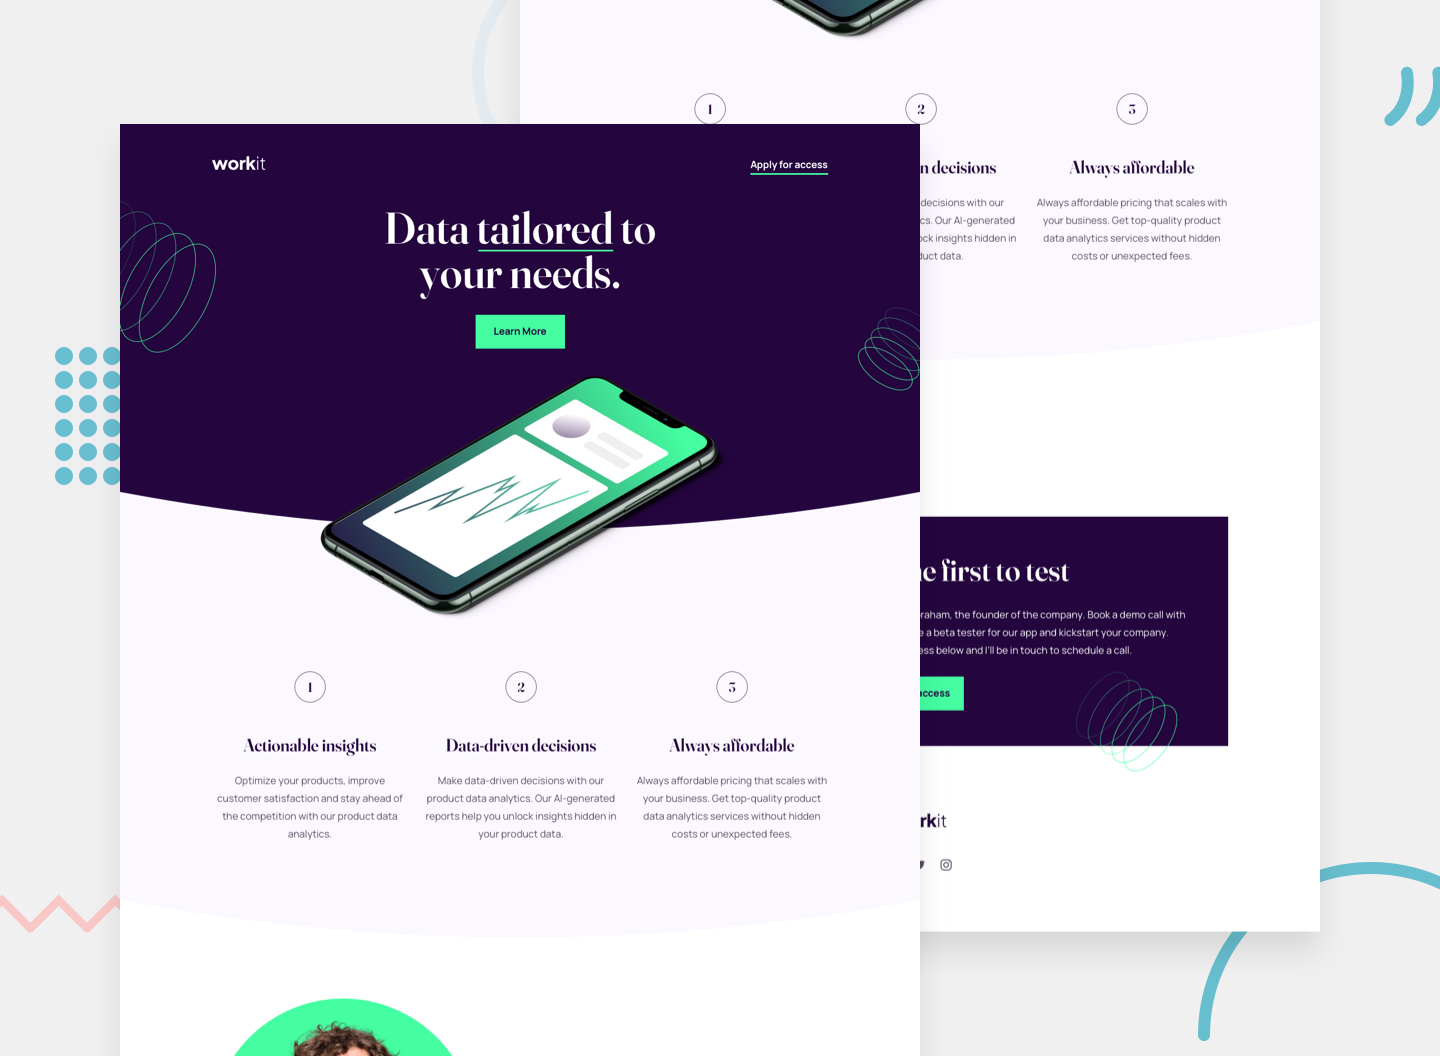 workit
Apply for access
Data tailored to
your needs.
Learn More
1
Actionable insights
Optimize your products, improve
customer satisfaction and stay ahead of
the competition with our product data
analytics.
2
Data-driven decisions
Make data-driven decisions with our
product data analytics. Our AI-generated
reports help you unlock insights hidden in
your product data.
3
Always affordable
Always affordable pricing that scales with
your business. Get top-quality product
data analytics services without hidden
costs or unexpected fees.
1
2
decisions
decisions with our
Our AI-generated
insights hidden in
data.
3
Always affordable
Always affordable pricing that scales with
your business. Get top-quality product
data analytics services without hidden
costs or unexpected fees.
first to test
, the founder of the company. Book a demo call with
a beta tester for our app and kickstart your company.
below and I'll be in touch to schedule a call.
access
rkit